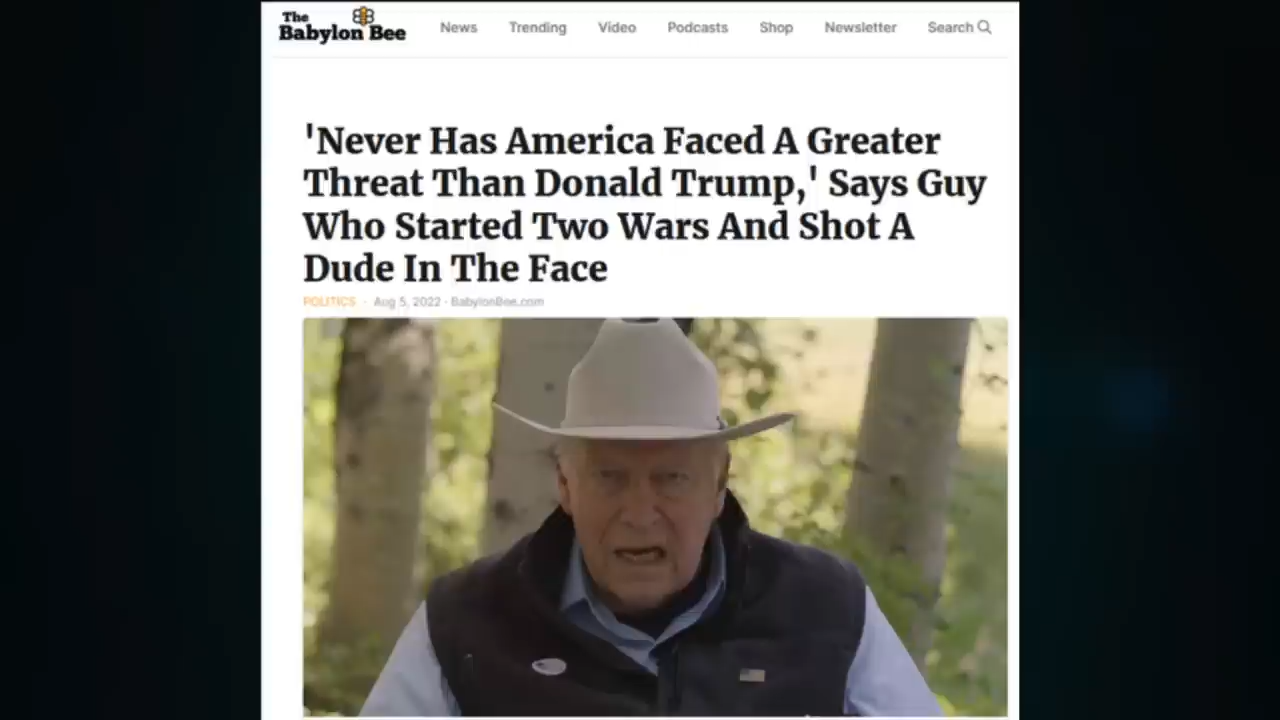 The
Babylon Bee
News Trending Video Podcasts Shop Newsletter Search
'Never Has America Faced A Greater
Threat Than Donald Trump,' Says Guy
Who Started Two Wars And Shot A
Dude In The Face
POLITICS · Aug 5, 2022 · BabylonBee.com